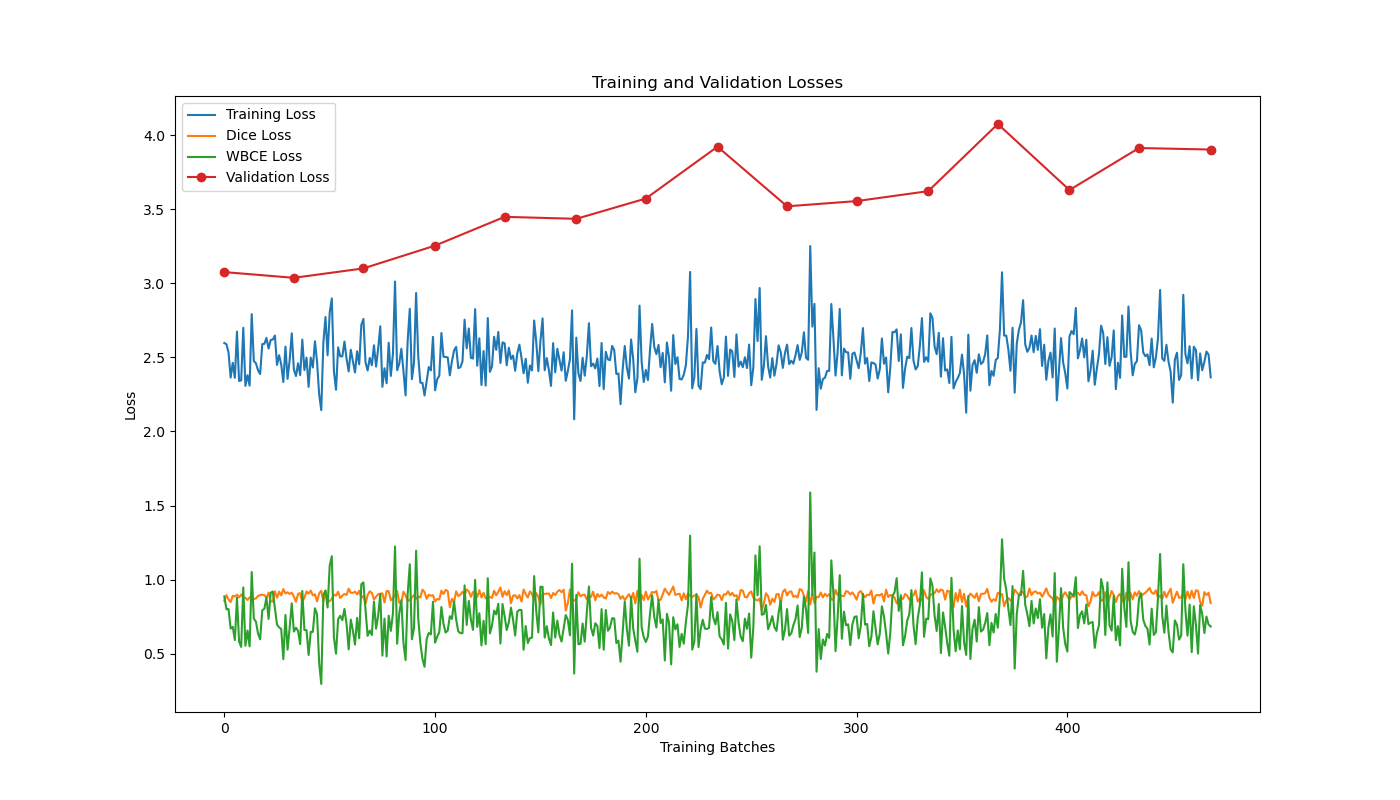 Training and Validation Losses
Training Loss
Dice Loss
WBCE Loss
Validation Loss
4.0
3.5
3.0
2.5
2.0
1.5
1.0
0.5
Loss
0 100 200 300 400
Training Batches